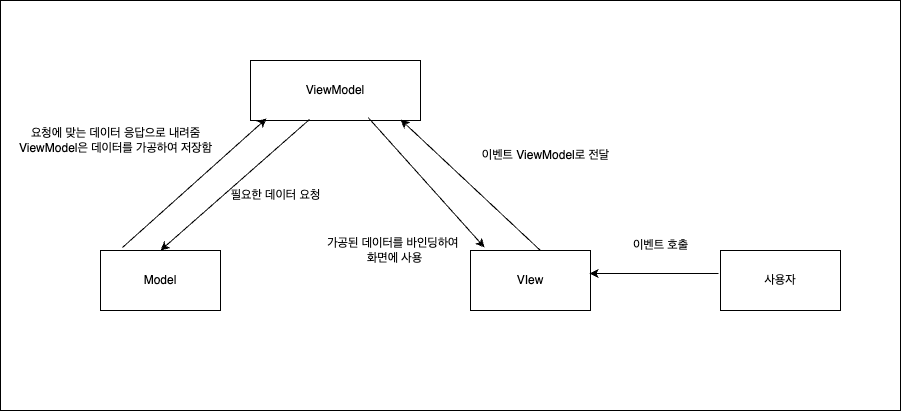 ViewModel
요청에 맞는 데이터 응답으로 내려줌
ViewModel은 데이터를 가공하여 저장함
이벤트 ViewModel로 전달
필요한 데이터 요청
가공된 데이터를 바인딩하여
화면에 사용
이벤트 호출
Model
VIew
사용자